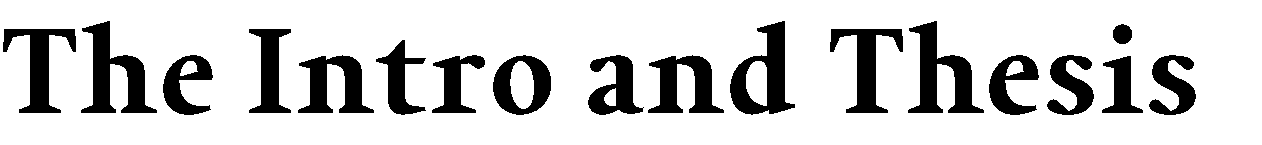 The Intro and Thesis